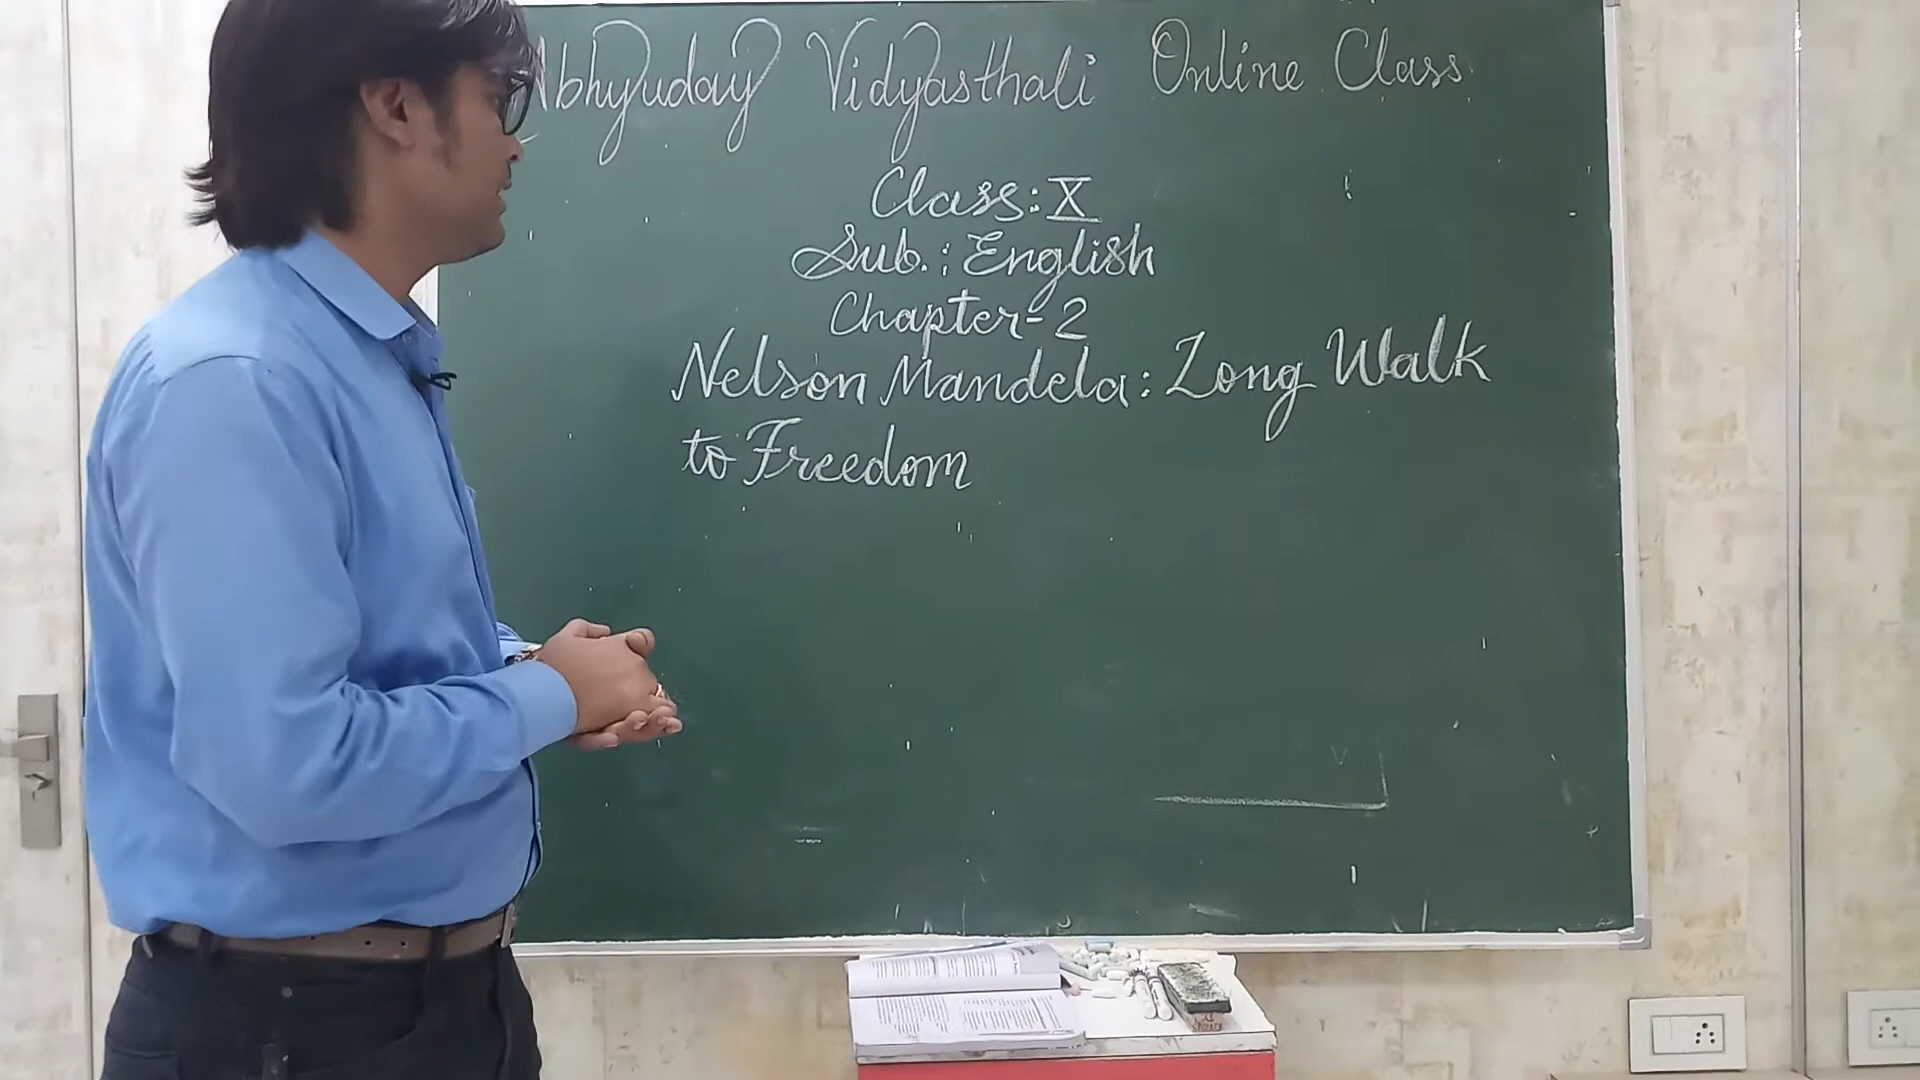 Abhyuday Vidyasthali Online Class
Class: X
Sub.: English
Chapter-2
Nelson Mandela: Long Walk
to Freedom